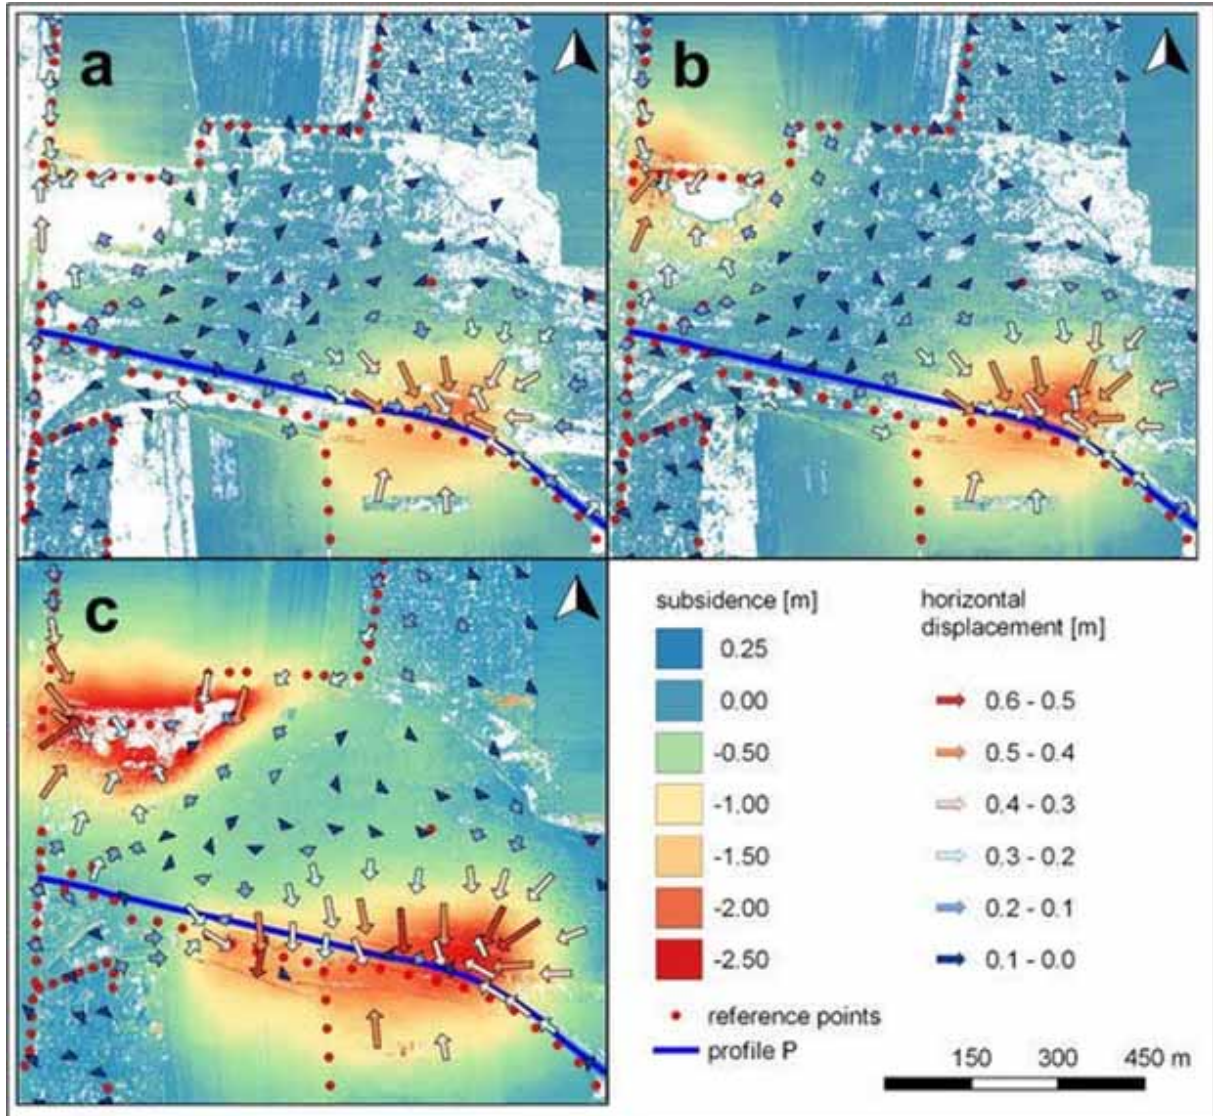 a
b
c
subsidence [m]
0.25
0.00
-0.50
-1.00
-1.50
-2.00
-2.50
reference points
profile P
horizontal
displacement [m]
0.6 - 0.5
0.5 - 0.4
0.4 - 0.3
0.3 - 0.2
0.2 - 0.1
0.1 - 0.0
150 300 450 m